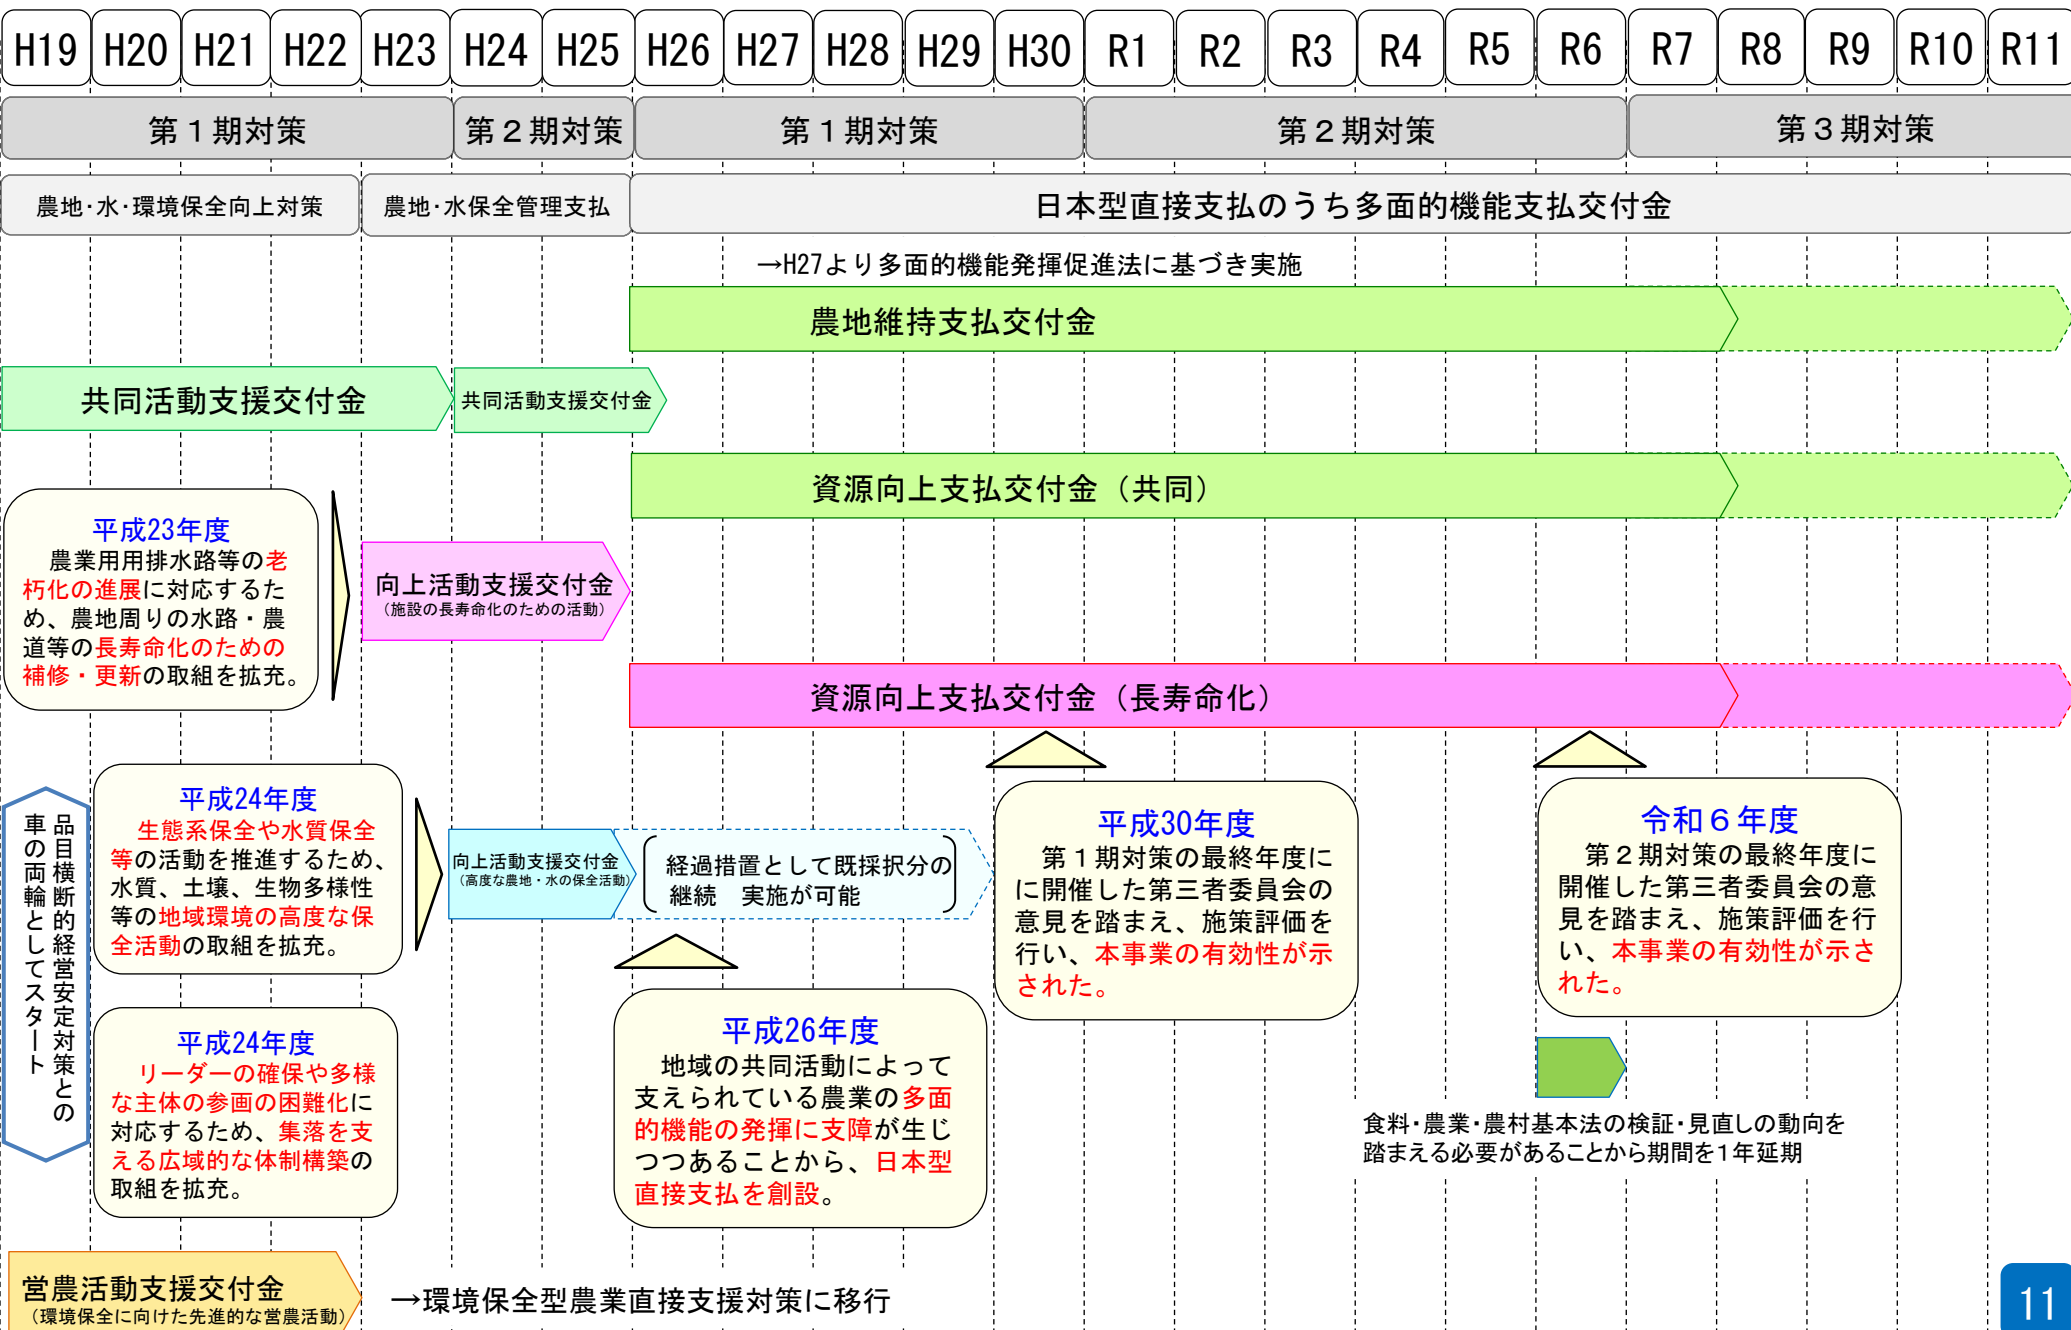 H19 H20 H21 H22 H23 H24 H25 H26 H27 H28 H29 H30 R1 R2 R3 R4 R5 R6 R7 R8 R9 R10 R11
第１期対策 第２期対策 第１期対策 第２期対策 第３期対策
農地･水･環境保全向上対策 農地･水保全管理支払 日本型直接支払のうち多面的機能支払交付金
→H27より多面的機能発揮促進法に基づき実施
農地維持支払交付金
共同活動支援交付金 共同活動支援交付金
資源向上支払交付金（共同）
平成23年度
農業用用排水路等の老
朽化の進展に対応するた
め、農地周りの水路・農
道等の長寿命化のための
補修・更新の取組を拡充。
向上活動支援交付金
（施設の長寿命化のための活動）
資源向上支払交付金（長寿命化）
品目横断的経営安定対策との
車の両輪としてスタート
平成24年度
生態系保全や水質保全
等の活動を推進するため、
水質、土壌、生物多様性
等の地域環境の高度な保
全活動の取組を拡充。
向上活動支援交付金
（高度な農地・水の保全活動）
経過措置として既採択分の
継続　実施が可能
平成30年度
第１期対策の最終年度に
に開催した第三者委員会の
意見を踏まえ、施策評価を
行い、本事業の有効性が示
された。
令和６年度
第２期対策の最終年度に
開催した第三者委員会の意
見を踏まえ、施策評価を行
い、本事業の有効性が示さ
れた。
平成24年度
リーダーの確保や多様
な主体の参画の困難化に
対応するため、集落を支
える広域的な体制構築の
取組を拡充。
平成26年度
地域の共同活動によって
支えられている農業の多面
的機能の発揮に支障が生じ
つつあることから、日本型
直接支払を創設。
食料･農業･農村基本法の検証･見直しの動向を
踏まえる必要があることから期間を1年延期
営農活動支援交付金
（環境保全に向けた先進的な営農活動）
→環境保全型農業直接支援対策に移行
11